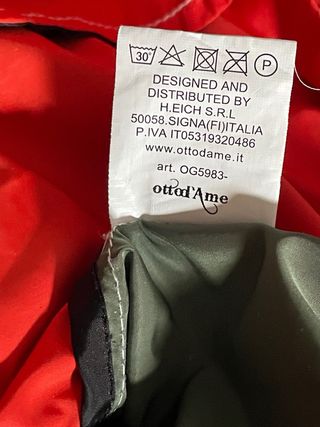 30° P
DESIGNED AND
DISTRIBUTED BY
H.EICH S.R.L
50058.SIGNA(FI)ITALIA
P.IVA IT05319320486
www.ottodame.it
art. OG5983-
ottod'Ame